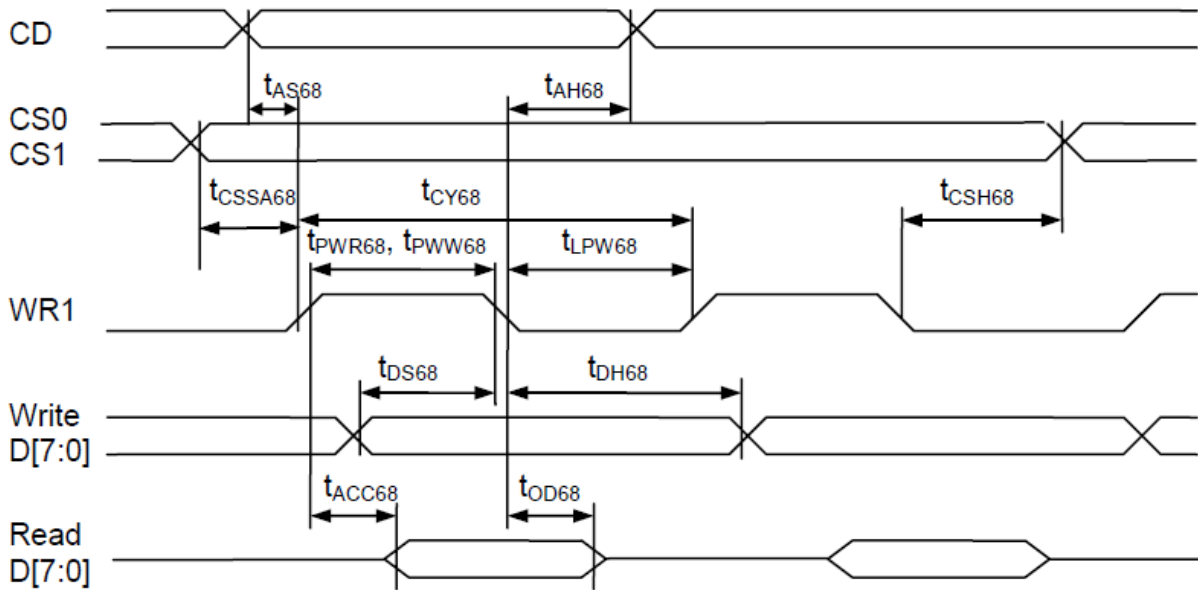 CD
tAS68
tAH68
CS0
CS1
tCSSA68
tCY68
tCSH68
tPWR68, tPWW68
tLPW68
WR1
tDS68
tDH68
Write
D[7:0]
tACC68
tOD68
Read
D[7:0]